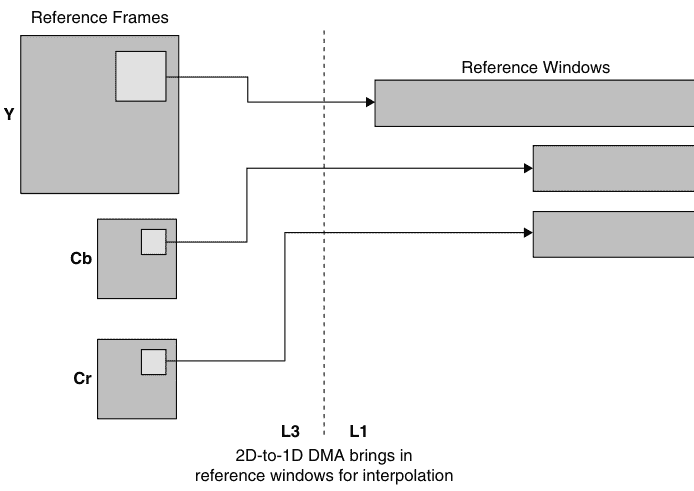 Reference Frames
Reference Windows
Y
Cb
Cr
L3 L1
2D-to-1D DMA brings in
reference windows for interpolation